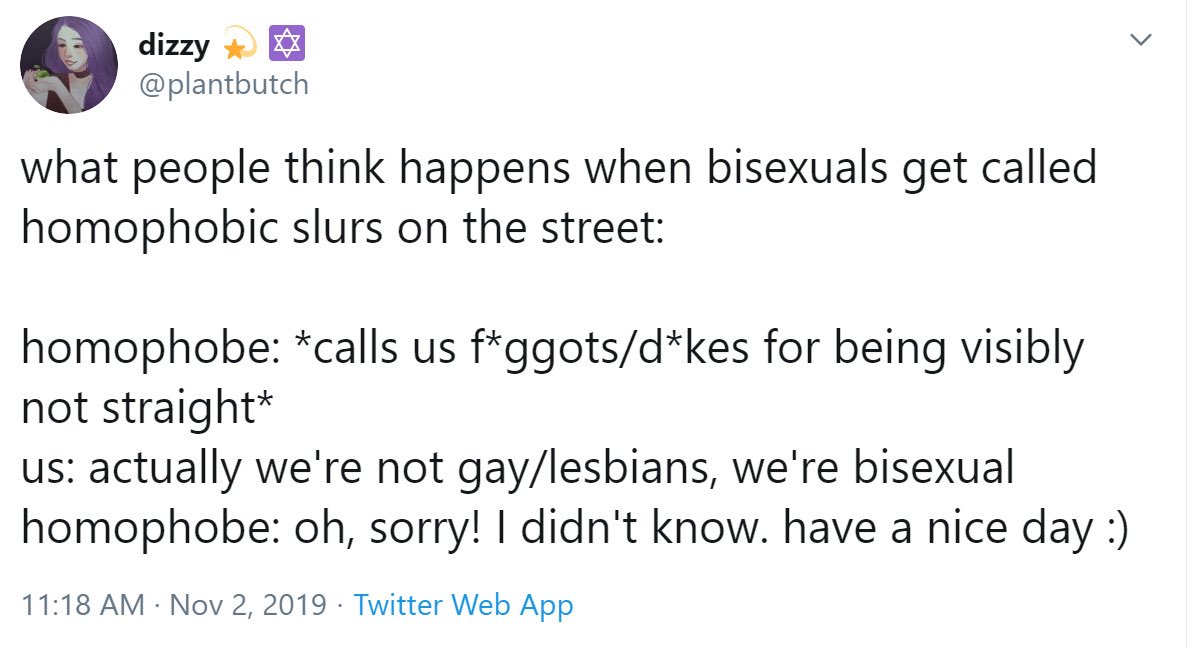 dizzy 💫 🔯
@plantbutch
what people think happens when bisexuals get called
homophobic slurs on the street:
homophobe: *calls us f*ggots/d*kes for being visibly
not straight*
us: actually we're not gay/lesbians, we're bisexual
homophobe: oh, sorry! I didn't know. have a nice day :)
11:18 AM · Nov 2, 2019 · Twitter Web App